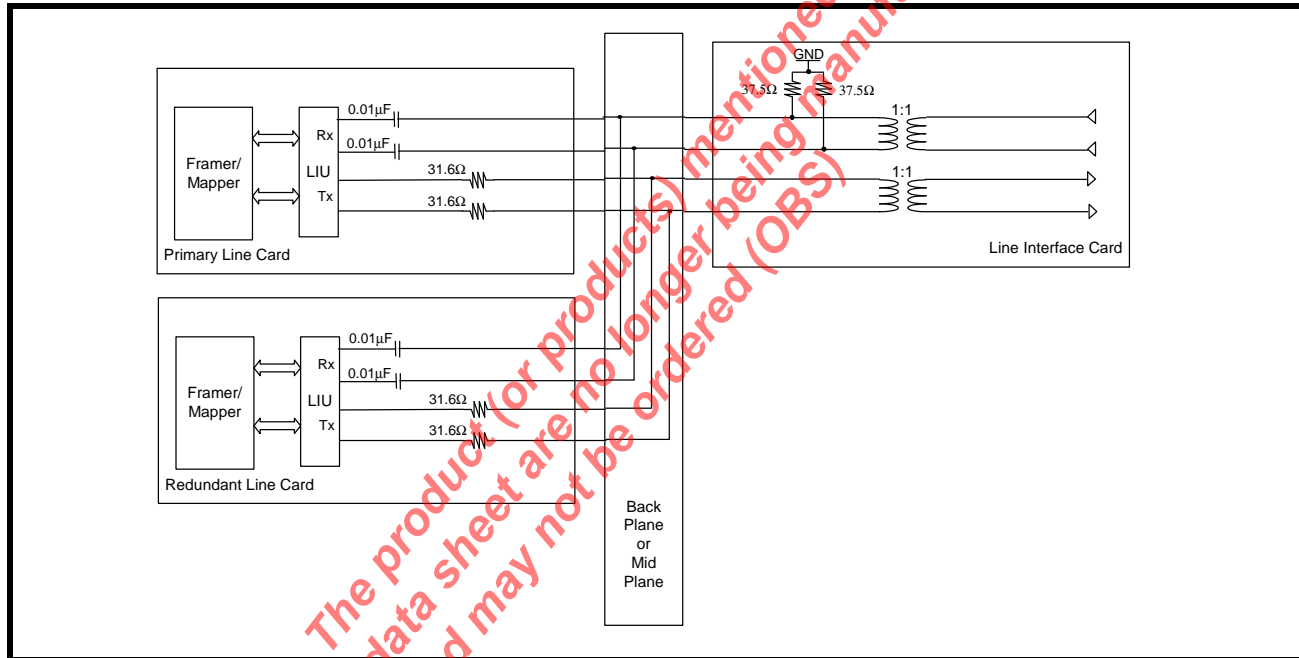 GND
37.5Ω 37.5Ω
1:1
1:1
Line Interface Card
0.01µF
0.01µF
31.6Ω
31.6Ω
Rx
LIU
Tx
Framer/
Mapper
Primary Line Card
0.01µF
0.01µF
31.6Ω
31.6Ω
Rx
LIU
Tx
Framer/
Mapper
Redundant Line Card
Back
Plane
or
Mid
Plane
The product (or products) mentioned
data sheet are no longer being manuf
d may not be ordered (OBS)